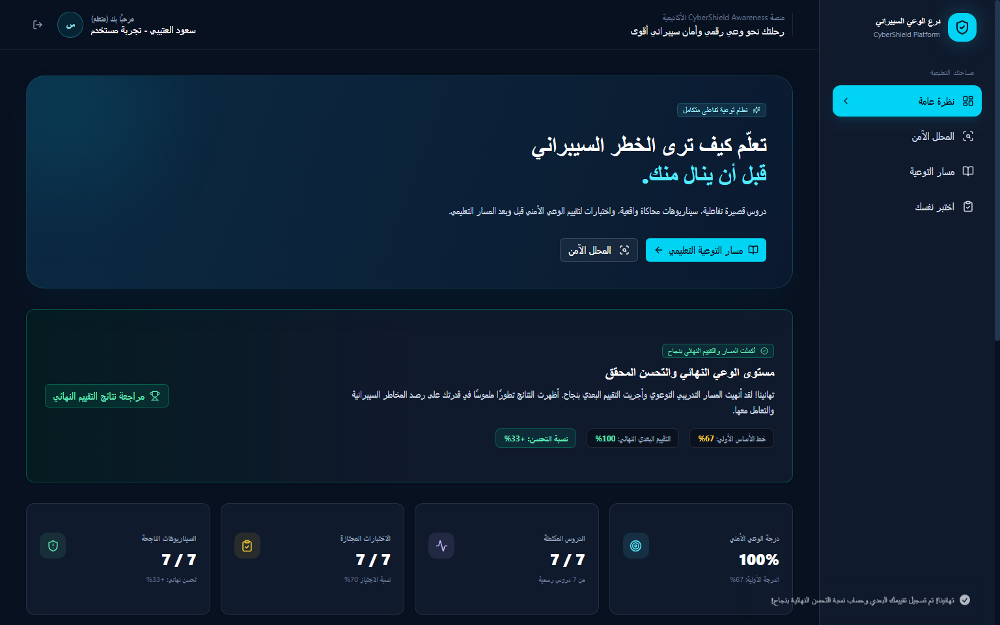 درع الوعي السيبراني
CyberShield Platform
مساحتك التعليمية
نظرة عامة
المحلل الآمن
مسار التوعية
اختبر نفسك
منصة CyberShield Awareness الأكاديمية
رحلتك نحو وعي رقمي وأمان سيبراني أقوى
مرحبًا بك (متعلم)
سعود العتيبي - تجربة مستخدم
س
نظام توعية تفاعلي متكامل
تعلّم كيف ترى الخطر السيبراني
قبل أن ينال منك.
دروس قصيرة تفاعلية، سيناريوهات محاكاة واقعية، واختبارات لتقييم الوعي الأمني قبل وبعد المسار التعليمي.
مسار التوعية التعليمي
المحلل الآمن
أكملت المسار والتقييم النهائي بنجاح
مستوى الوعي النهائي والتحسن المحقق
تهانينا! لقد أنهيت المسار التدريبي التوعوي وأجريت التقييم البعدي بنجاح. أظهرت النتائج تطورًا ملموسًا في قدرتك على رصد المخاطر السيبرانية
والتعامل معها.
خط الأساس الأولي: 67%
التقييم البعدي النهائي: 100%
نسبة التحسن: +33%
مراجعة نتائج التقييم النهائي
درجة الوعي الأمني
100%
الدرجة الأولية: 67%
الدروس المكتملة
7 / 7
من 7 دروس رسمية
الاختبارات المجتازة
7 / 7
نسبة الاجتياز 70%
السيناريوهات الناجحة
7 / 7
تحسن نهائي: +33%
تهانينا! تم تسجيل تقييمك البعدي وحساب نسبة التحسن النهائية بنجاح!